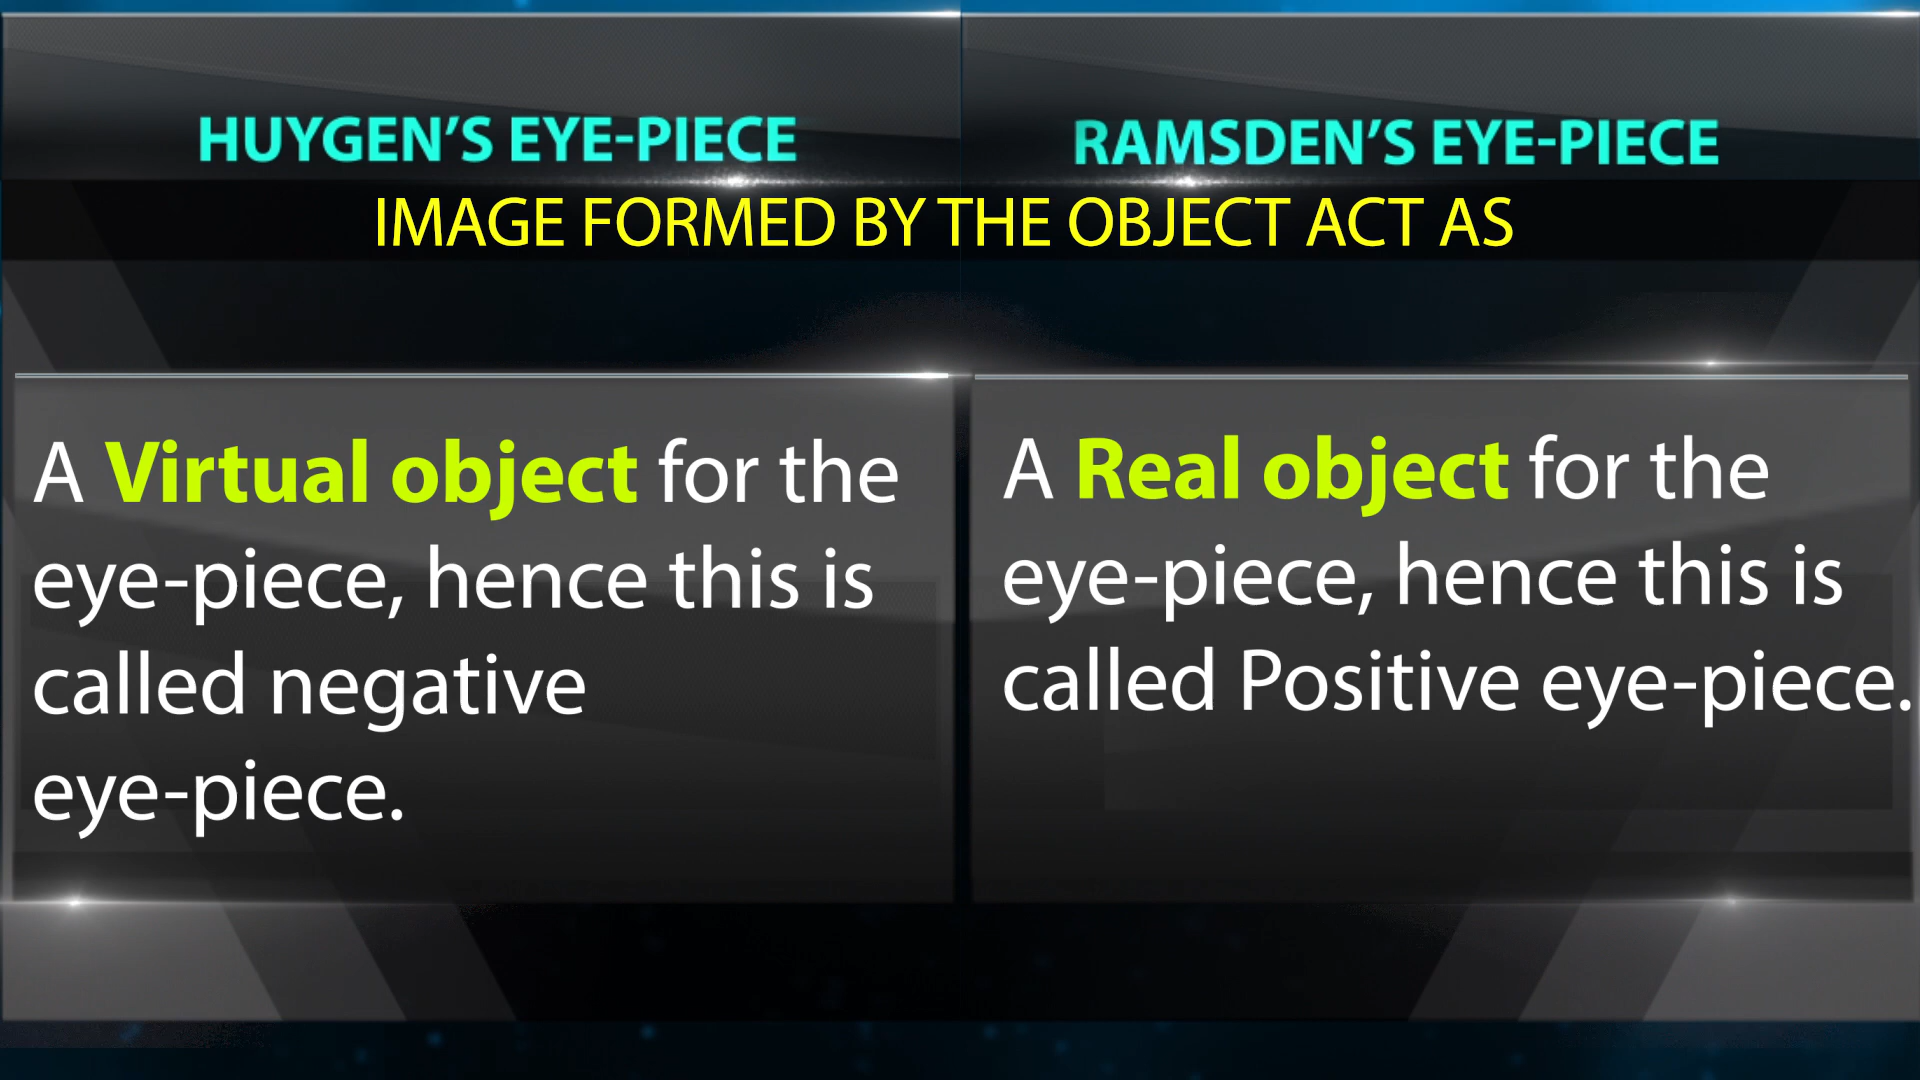 HUYGEN'S EYE-PIECE
RAMSDEN'S EYE-PIECE
IMAGE FORMED BY THE OBJECT ACT AS
A Virtual object for the
eye-piece, hence this is
called negative
eye-piece.
A Real object for the
eye-piece, hence this is
called Positive eye-piece.